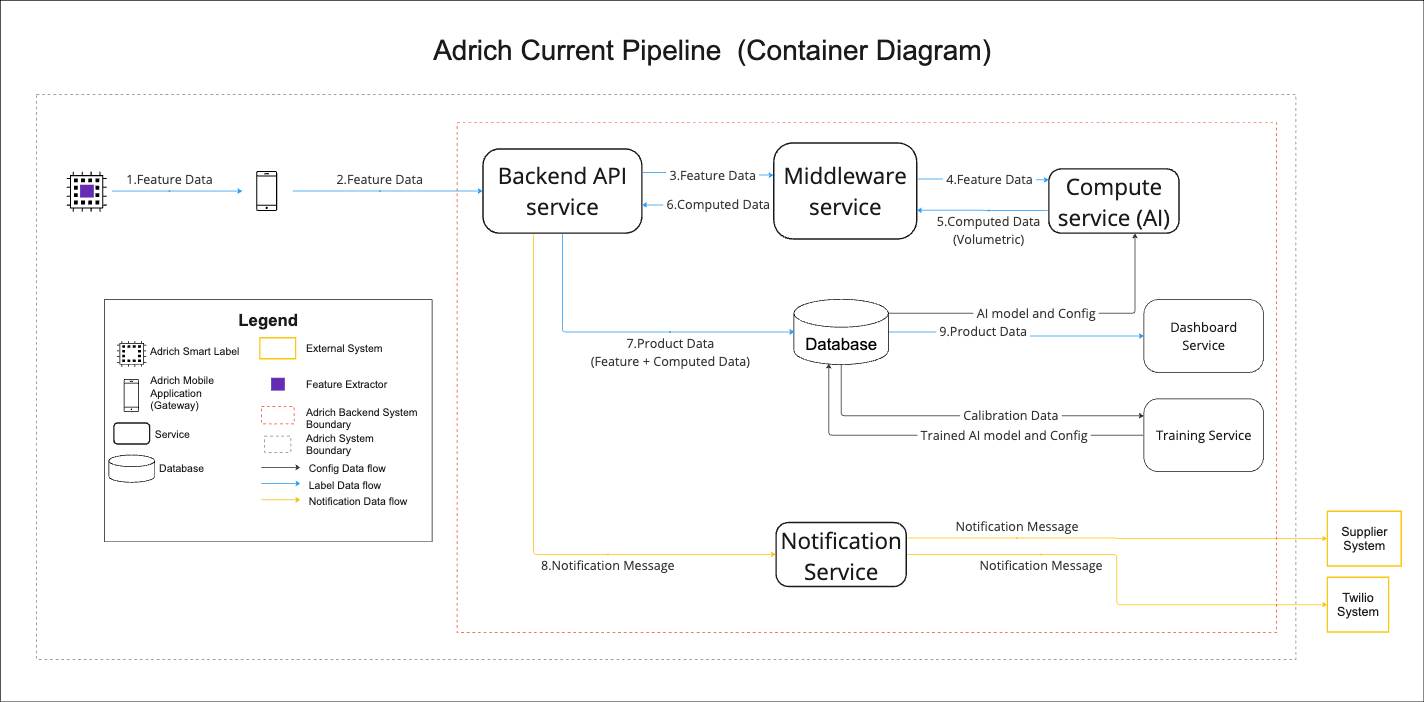 Adrich Current Pipeline (Container Diagram)
1.Feature Data
2.Feature Data
Backend API
service
3.Feature Data
6.Computed Data
Middleware
service
4.Feature Data
5.Computed Data
(Volumetric)
Compute
service (AI)
7.Product Data
(Feature + Computed Data)
Database
AI model and Config
9.Product Data
Dashboard
Service
Calibration Data
Trained AI model and Config
Training Service
8.Notification Message
Notification
Service
Notification Message
Notification Message
Supplier
System
Twilio
System
Legend
Adrich Smart Label
Adrich Mobile
Application
(Gateway)
Service
Database
External System
Feature Extractor
Adrich Backend System
Boundary
Adrich System
Boundary
Config Data flow
Label Data flow
Notification Data flow